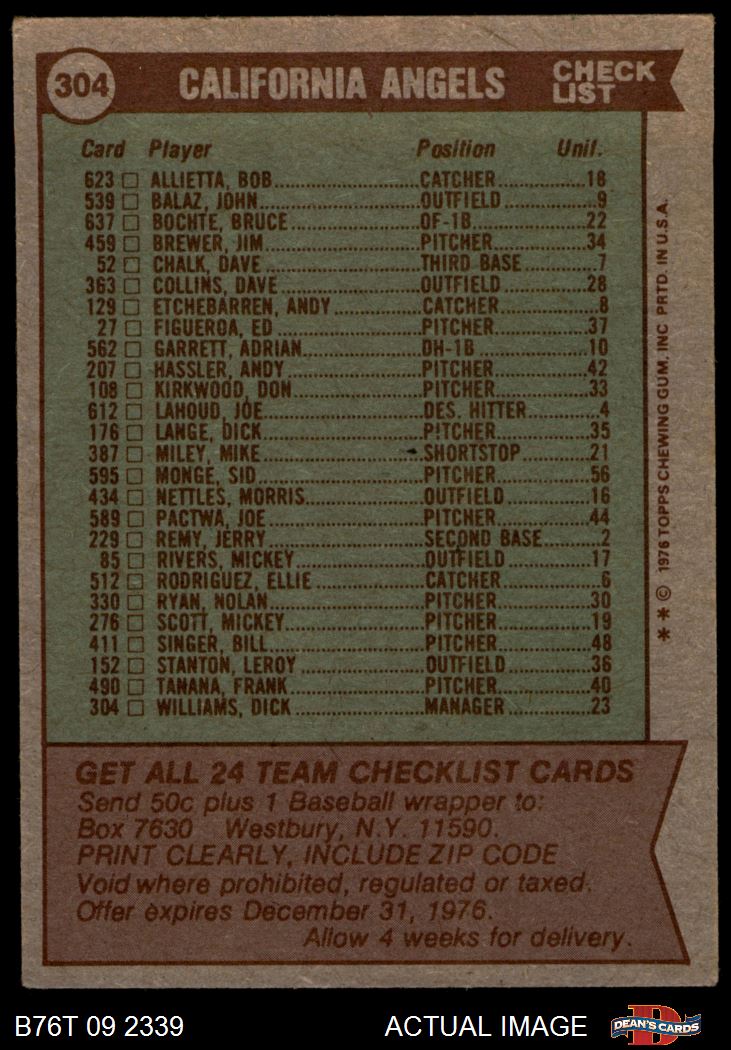 304 CALIFORNIA ANGELS CHECK LIST
Card Player Position Unif.
623 □ ALLIETTA, BOB CATCHER 18
539 □ BALAZ, JOHN OUTFIELD 9
637 □ BOCHTE, BRUCE OF-1B 22
459 □ BREWER, JIM PITCHER 34
52 □ CHALK, DAVE THIRD BASE 7
363 □ COLLINS, DAVE OUTFIELD 28
129 □ ETCHEBARREN, ANDY CATCHER 8
27 □ FIGUEROA, ED PITCHER 37
562 □ GARRETT, ADRIAN DH-1B 10
207 □ HASSLER, ANDY PITCHER 42
108 □ KIRKWOOD, DON PITCHER 33
612 □ LAHOUD, JOE DES. HITTER 4
176 □ LANGE, DICK PITCHER 35
387 □ MILEY, MIKE SHORTSTOP 21
595 □ MONGE, SID PITCHER 56
434 □ NETTLES, MORRIS OUTFIELD 16
589 □ PACTWA, JOE PITCHER 44
229 □ REMY, JERRY SECOND BASE 2
85 □ RIVERS, MICKEY OUTFIELD 17
512 □ RODRIGUEZ, ELLIE CATCHER 6
330 □ RYAN, NOLAN PITCHER 30
276 □ SCOTT, MICKEY PITCHER 19
411 □ SINGER, BILL PITCHER 48
152 □ STANTON, LEROY OUTFIELD 36
490 □ TANANA, FRANK PITCHER 40
304 □ WILLIAMS, DICK MANAGER 23
* * © 1976 TOPPS CHEWING GUM, INC PRTD. IN U.S.A.
GET ALL 24 TEAM CHECKLIST CARDS
Send 50c plus 1 Baseball wrapper to:
Box 7630 Westbury, N.Y. 11590.
PRINT CLEARLY, INCLUDE ZIP CODE
Void where prohibited, regulated or taxed.
Offer expires December 31, 1976.
Allow 4 weeks for delivery.
B76T 09 2339 ACTUAL IMAGE D DEAN'S CARDS